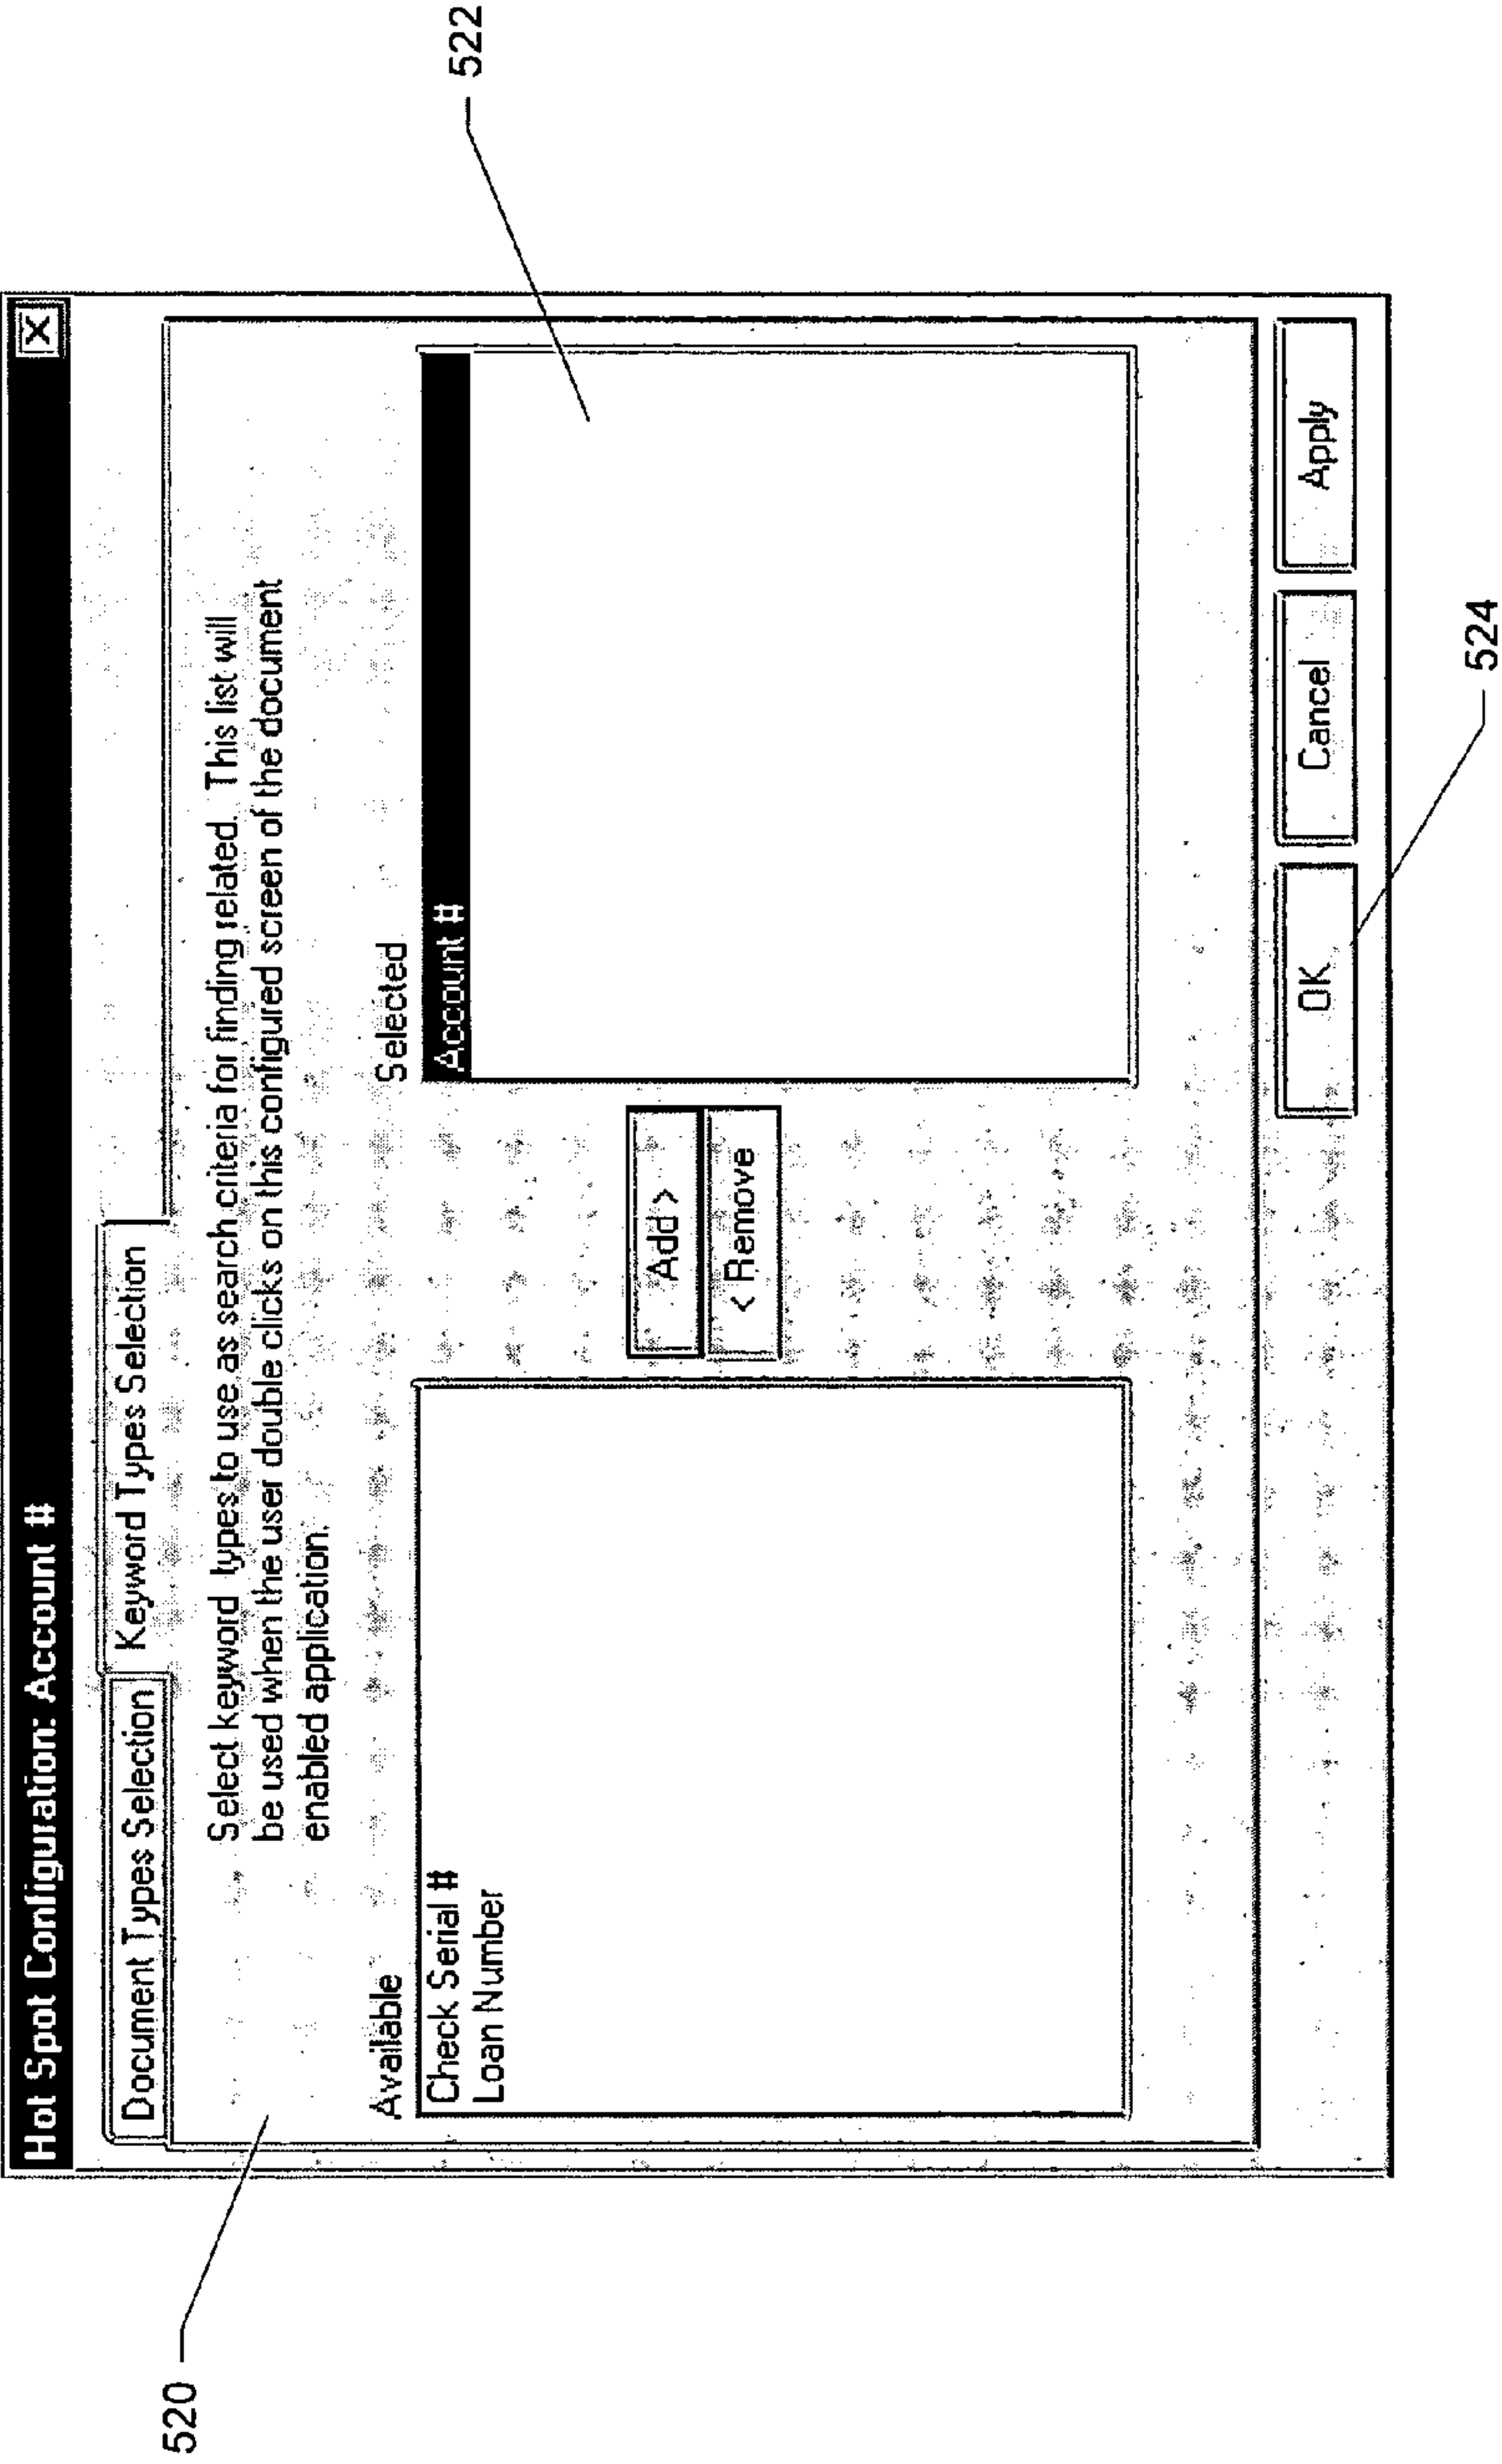 Hot Spot Configuration: Account #
Document Types Selection
Keyword Types Selection
Select keyword types to use as search criteria for finding related. This list will
be used when the user double clicks on this configured screen of the document
enabled application.
Available
Check Serial #
Loan Number
Add >
< Remove
Selected
Account #
OK
Cancel
Apply
520
522
524